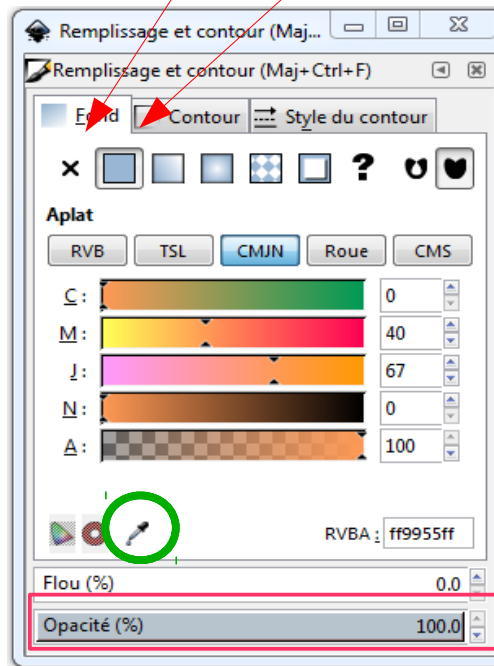 Remplissage et contour (Maj...
Remplissage et contour (Maj+Ctrl+F)
Fond Contour Style du contour
?
Aplat
RVB TSL CMJN Roue CMS
C : 0
M : 40
J : 67
N : 0
A : 100
RVBA : ff9955ff
Flou (%) 0.0
Opacité (%) 100.0